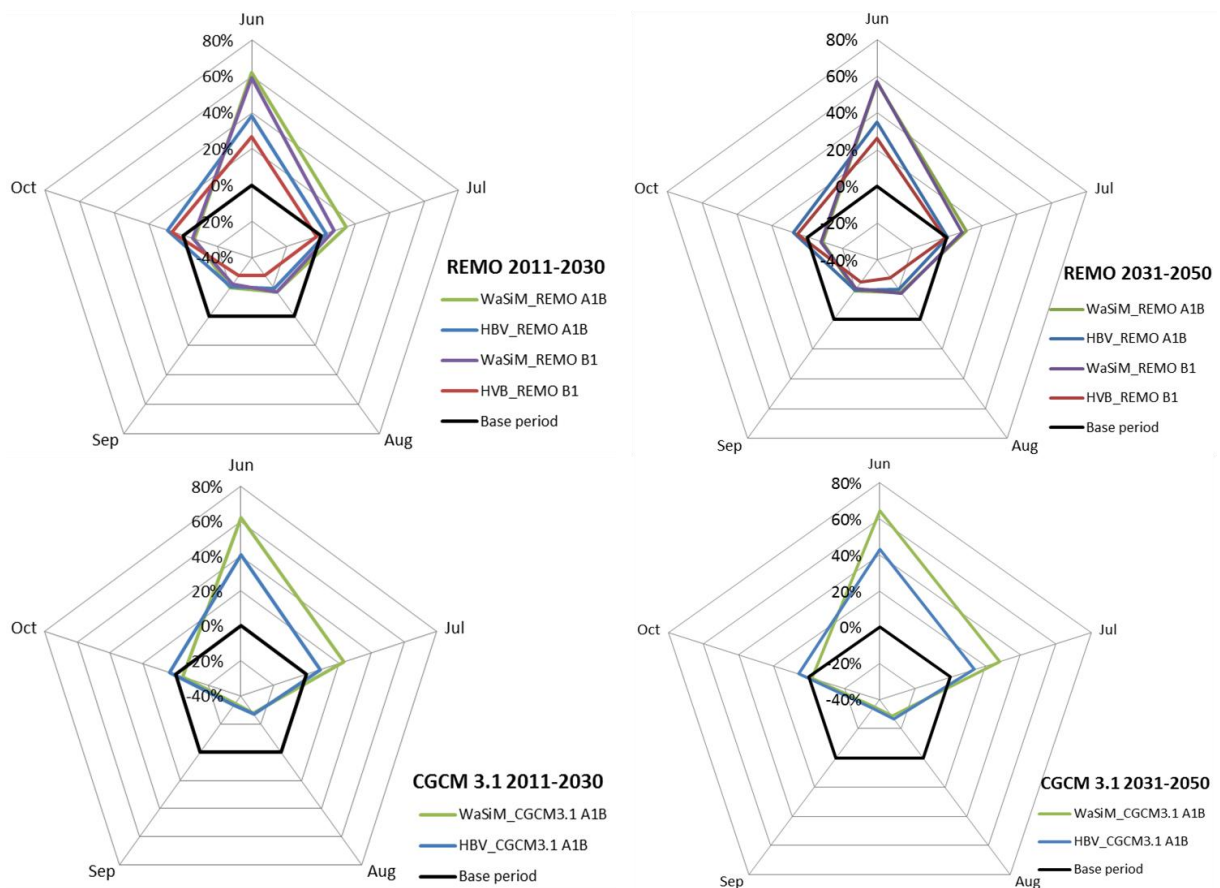 Jun
80%
60%
40%
20%
0%
-20%
-40%
Oct
Jul
Sep
Aug
REMO 2011-2030
WaSiM_REMO A1B
HBV_REMO A1B
WaSiM_REMO B1
HVB_REMO B1
Base period
Jun
80%
60%
40%
20%
0%
-20%
-40%
Oct
Jul
Sep
Aug
REMO 2031-2050
WaSiM_REMO A1B
HBV_REMO A1B
WaSiM_REMO B1
HVB_REMO B1
Base period
Jun
80%
60%
40%
20%
0%
-20%
-40%
Oct
Jul
Sep
Aug
CGCM 3.1 2011-2030
WaSiM_CGCM3.1 A1B
HBV_CGCM3.1 A1B
Base period
Jun
80%
60%
40%
20%
0%
-20%
-40%
Oct
Jul
Sep
Aug
CGCM 3.1 2031-2050
WaSiM_CGCM3.1 A1B
HBV_CGCM3.1 A1B
Base period